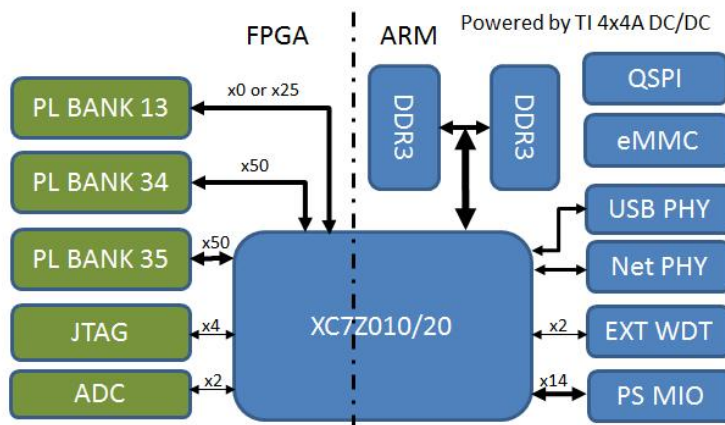 FPGA
ARM
Powered by TI 4x4A DC/DC
PL BANK 13
x0 or x25
DDR3
DDR3
QSPI
eMMC
PL BANK 34
x50
USB PHY
PL BANK 35
x50
Net PHY
JTAG
x4
XC7Z010/20
x2
EXT WDT
ADC
x2
x14
PS MIO